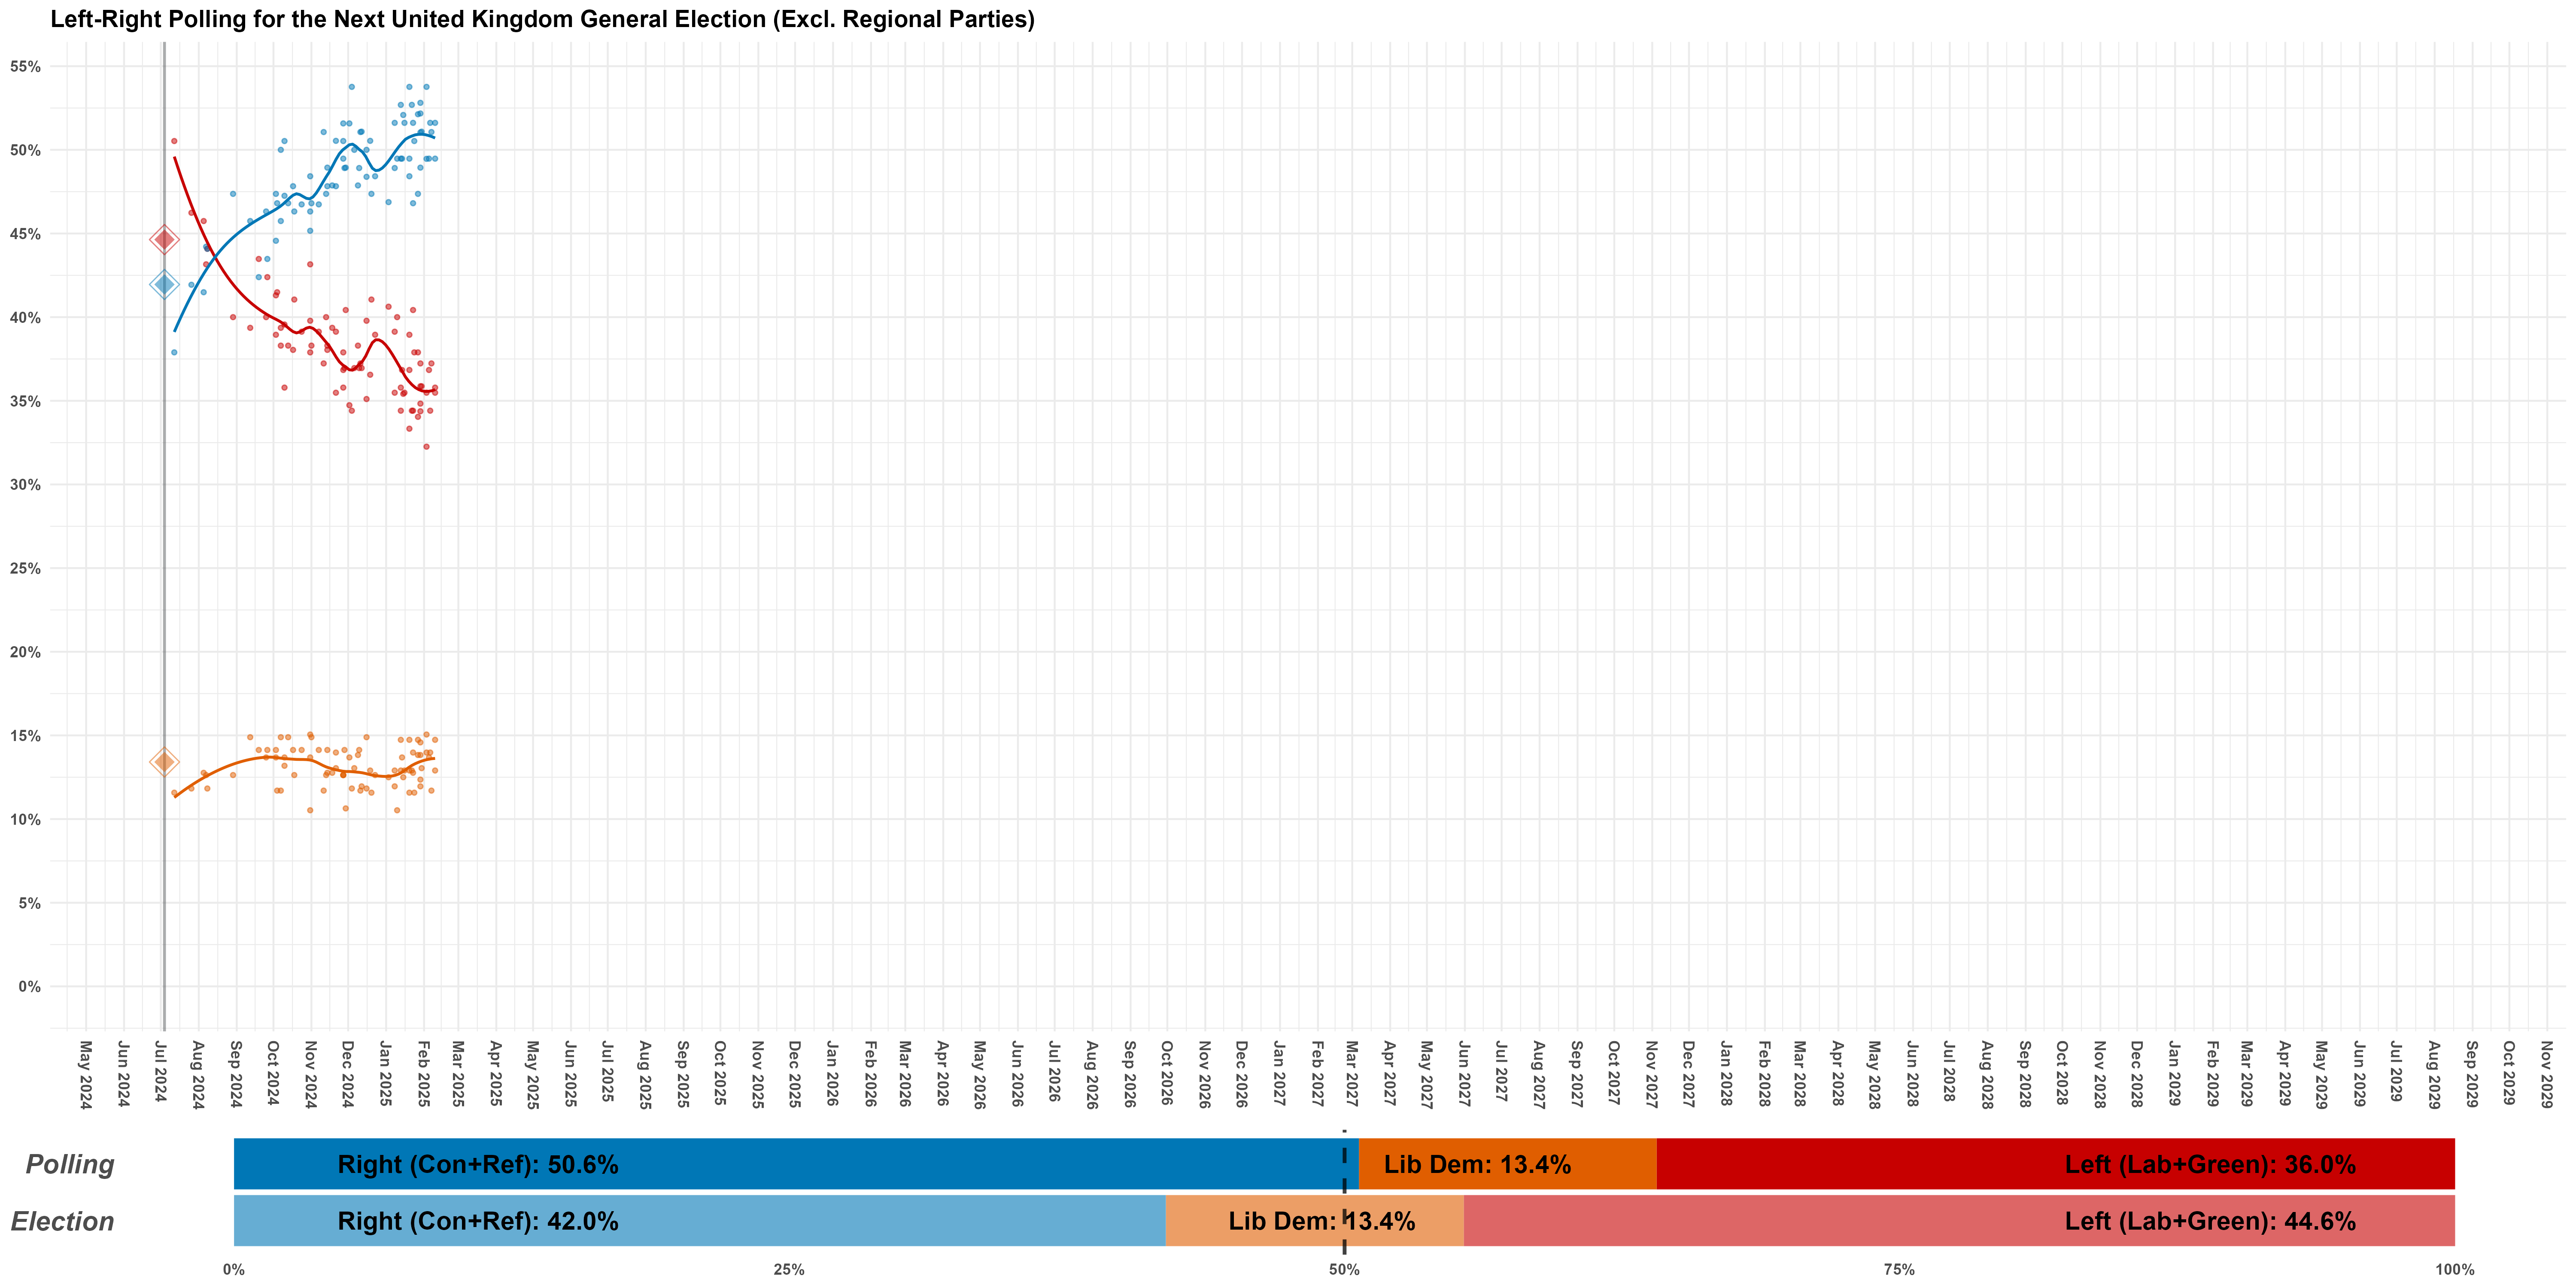 Left-Right Polling for the Next United Kingdom General Election (Excl. Regional Parties)
55%
50%
45%
40%
35%
30%
25%
20%
15%
10%
5%
0%
May 2024
Jun 2024
Jul 2024
Aug 2024
Sep 2024
Oct 2024
Nov 2024
Dec 2024
Jan 2025
Feb 2025
Mar 2025
Apr 2025
May 2025
Jun 2025
Jul 2025
Aug 2025
Sep 2025
Oct 2025
Nov 2025
Dec 2025
Jan 2026
Feb 2026
Mar 2026
Apr 2026
May 2026
Jun 2026
Jul 2026
Aug 2026
Sep 2026
Oct 2026
Nov 2026
Dec 2026
Jan 2027
Feb 2027
Mar 2027
Apr 2027
May 2027
Jun 2027
Jul 2027
Aug 2027
Sep 2027
Oct 2027
Nov 2027
Dec 2027
Jan 2028
Feb 2028
Mar 2028
Apr 2028
May 2028
Jun 2028
Jul 2028
Aug 2028
Sep 2028
Oct 2028
Nov 2028
Dec 2028
Jan 2029
Feb 2029
Mar 2029
Apr 2029
May 2029
Jun 2029
Jul 2029
Aug 2029
Sep 2029
Oct 2029
Nov 2029
Polling Right (Con+Ref): 50.6% Lib Dem: 13.4% Left (Lab+Green): 36.0%
Election Right (Con+Ref): 42.0% Lib Dem: 13.4% Left (Lab+Green): 44.6%
0% 25% 50% 75% 100%